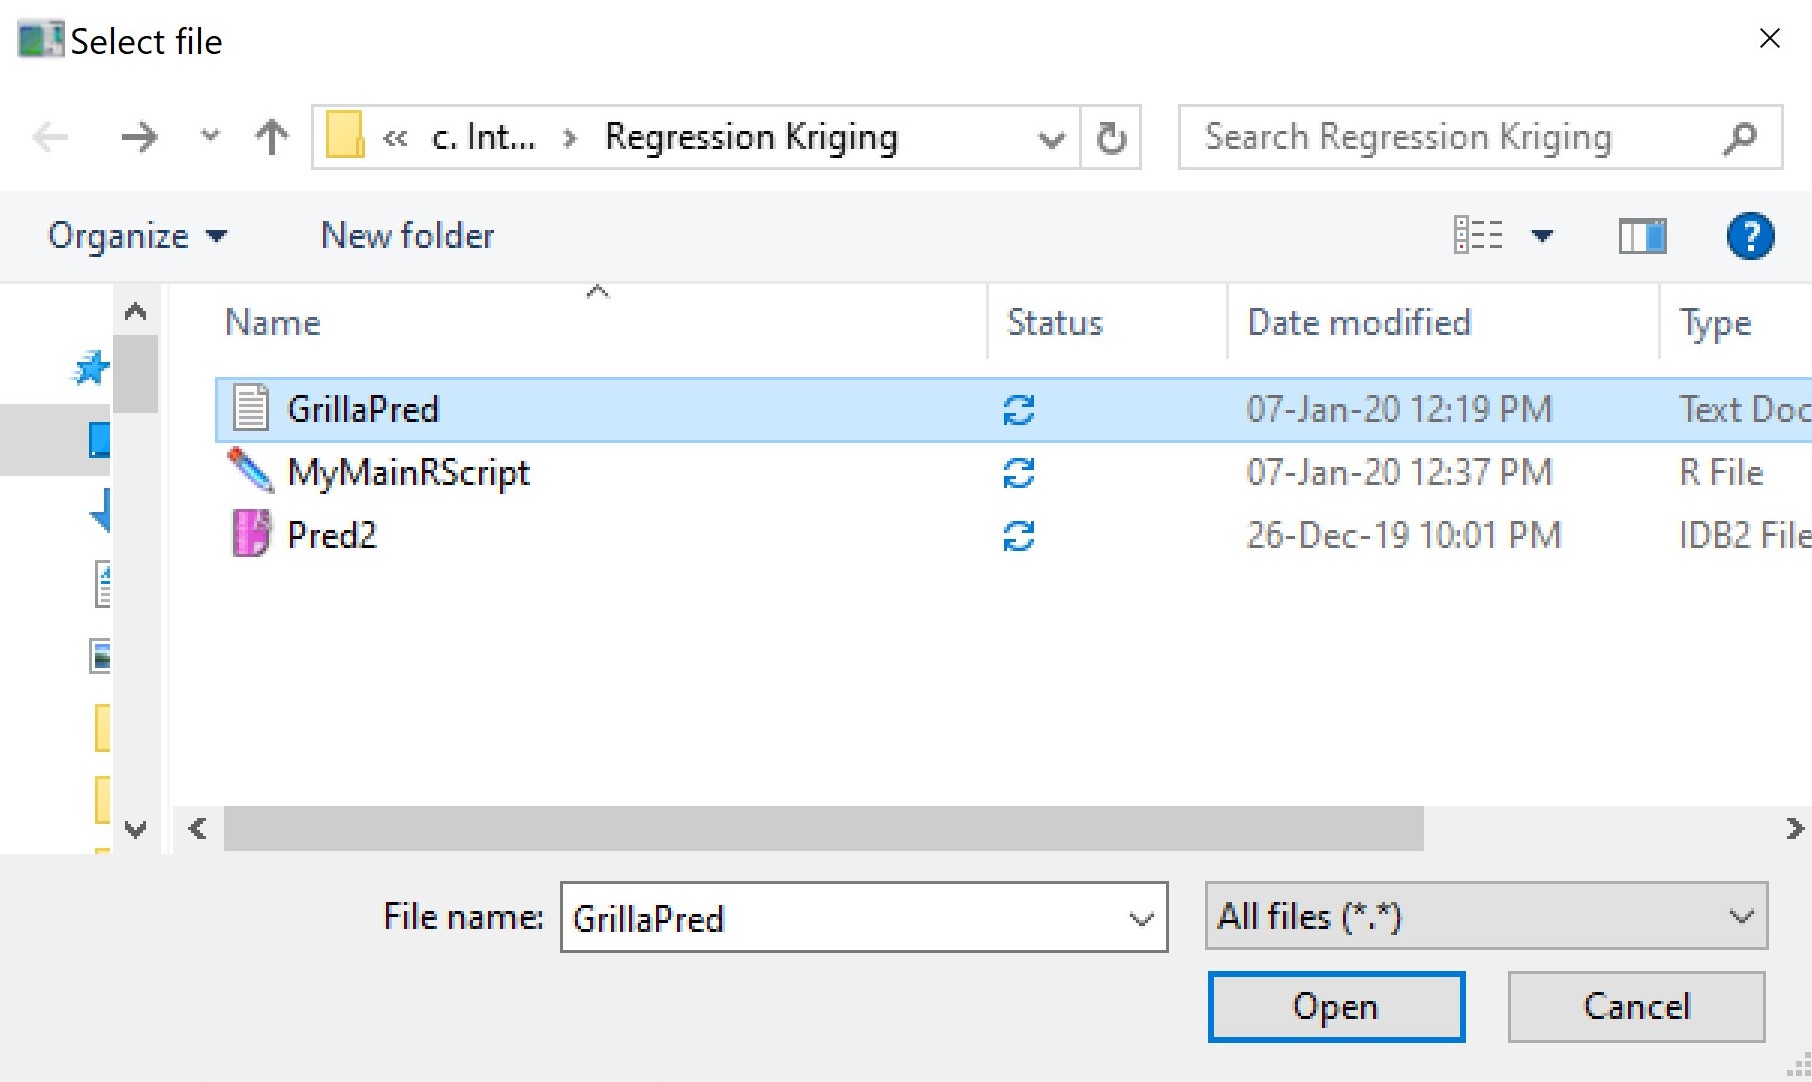 Select file
« c. Int... › Regression Kriging
Search Regression Kriging
Organize
New folder
?
Name Status Date modified Type
GrillaPred 07-Jan-20 12:19 PM Text Doc
MyMainRScript 07-Jan-20 12:37 PM R File
Pred2 26-Dec-19 10:01 PM IDB2 File
File name: GrillaPred All files (*.*)
Open Cancel